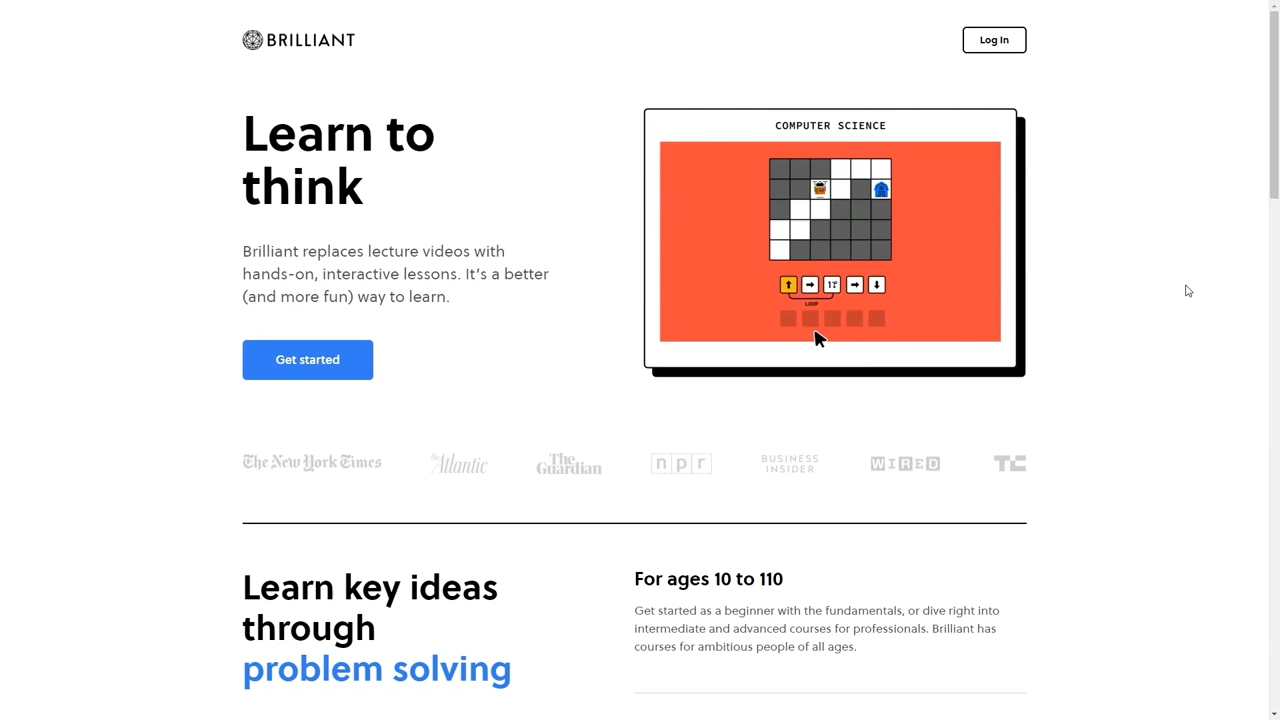 BRILLIANT
Log In
Learn to
think
Brilliant replaces lecture videos with
hands-on, interactive lessons. It’s a better
(and more fun) way to learn.
Get started
COMPUTER SCIENCE
LOOP
The New York Times
The Atlantic
The
Guardian
npr
BUSINESS
INSIDER
WIRED
TC
Learn key ideas
through
problem solving
For ages 10 to 110
Get started as a beginner with the fundamentals, or dive right into
intermediate and advanced courses for professionals. Brilliant has
courses for ambitious people of all ages.